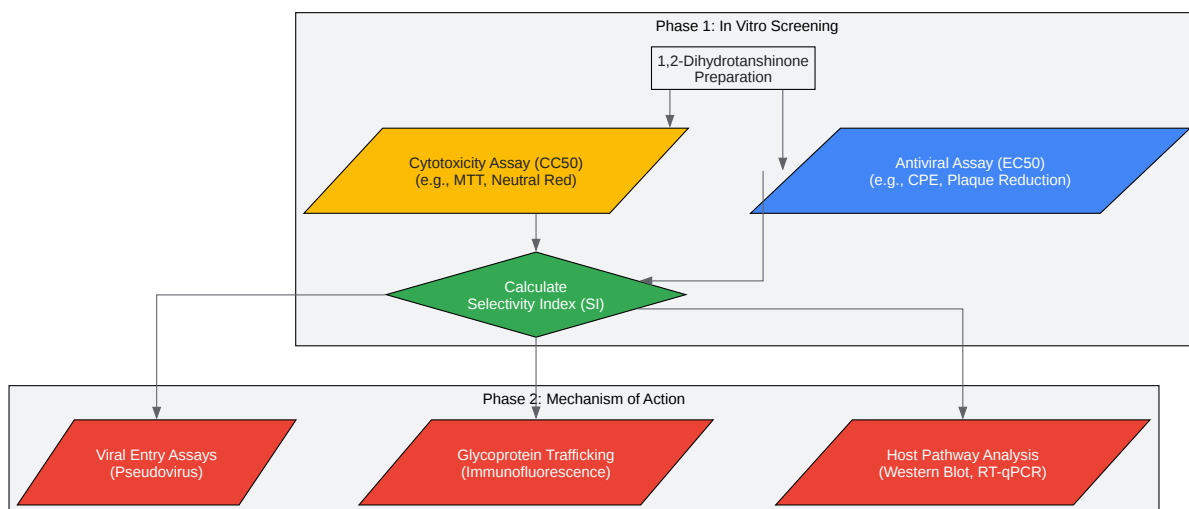 Phase 1: In Vitro Screening
1,2-Dihydrotanshinone
Preparation
Cytotoxicity Assay (CC50)
(e.g., MTT, Neutral Red)
Antiviral Assay (EC50)
(e.g., CPE, Plaque Reduction)
Calculate
Selectivity Index (SI)
Phase 2: Mechanism of Action
Viral Entry Assays
(Pseudovirus)
Glycoprotein Trafficking
(Immunofluorescence)
Host Pathway Analysis
(Western Blot, RT-qPCR)